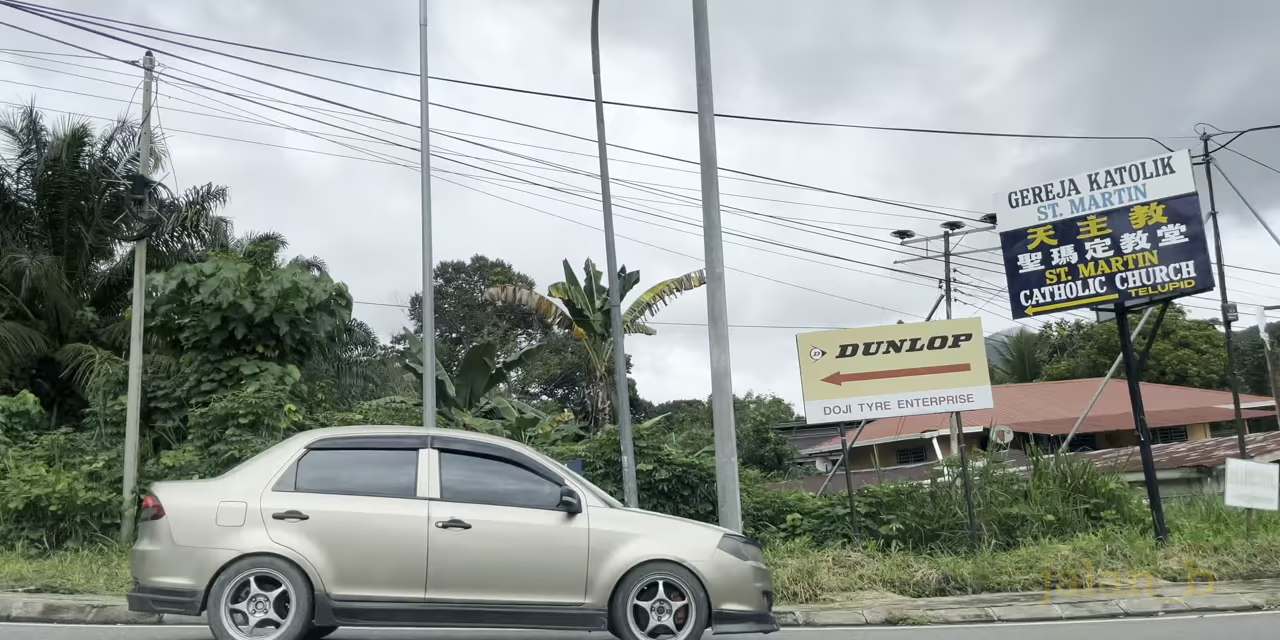 GEREJA KATOLIK
ST. MARTIN
天主教
聖瑪定教堂
ST. MARTIN
CATHOLIC CHURCH
TELUPID
D DUNLOP
DOJI TYRE ENTERPRISE
jalan_b